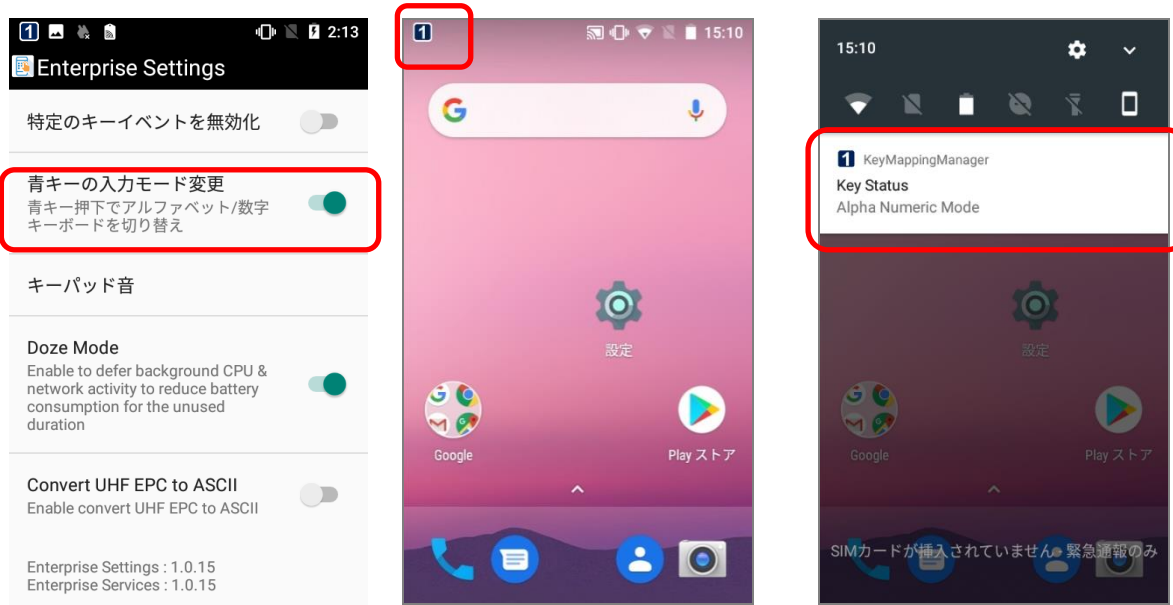 1
2:13
Enterprise Settings
特定のキーイベントを無効化
青キーの入力モード変更
青キー押下でアルファベット/数字
キーボードを切り替え
キーパッド音
Doze Mode
Enable to defer background CPU &
network activity to reduce battery
consumption for the unused
duration
Convert UHF EPC to ASCII
Enable convert UHF EPC to ASCII
Enterprise Settings : 1.0.15
Enterprise Services : 1.0.15
1
15:10
G
設定
Google
Play ストア
15:10
1 KeyMappingManager
Key Status
Alpha Numeric Mode
設定
Google
Play ストア
SIMカードが挿入されていません - 緊急通報のみ